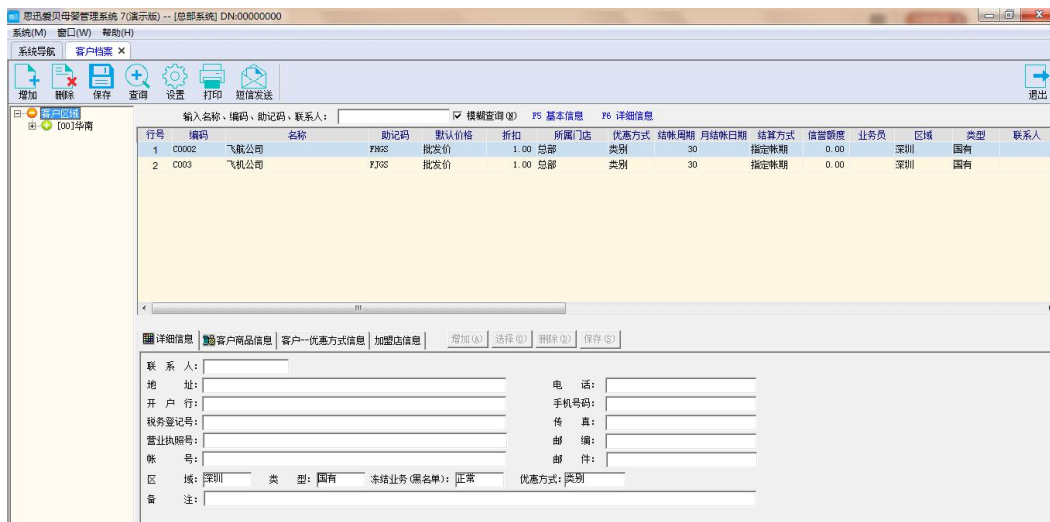 思迅爱贝母婴管理系统 7(演示版) -- [总部系统] DN:00000000
系统(M) 窗口(W) 帮助(H)
系统导航 客户档案 ×
增加 删除 保存 查询 设置 打印 短信发送 退出
客户区域
[00]华南
输入名称、编码、助记码、联系人: 模糊查询(X) F5 基本信息 F6 详细信息
行号 编码 名称 助记码 默认价格 折扣 所属门店 优惠方式 结帐周期 月结帐日期 结算方式 信誉额度 业务员 区域 类型 联系人
1 C0002 飞航公司 FHGS 批发价 1.00 总部 类别 30 指定帐期 0.00 深圳 国有
2 C003 飞机公司 FJGS 批发价 1.00 总部 类别 30 指定帐期 0.00 深圳 国有
详细信息 客户商品信息 客户--优惠方式信息 加盟店信息 增加(A) 选择(Q) 删除(D) 保存(S)
联系人:
地址: 电话:
开户行: 手机号码:
税务登记号: 传真:
营业执照号: 邮编:
帐号: 邮件:
区域: 深圳 类型: 国有 冻结业务(黑名单): 正常 优惠方式: 类别
备注: